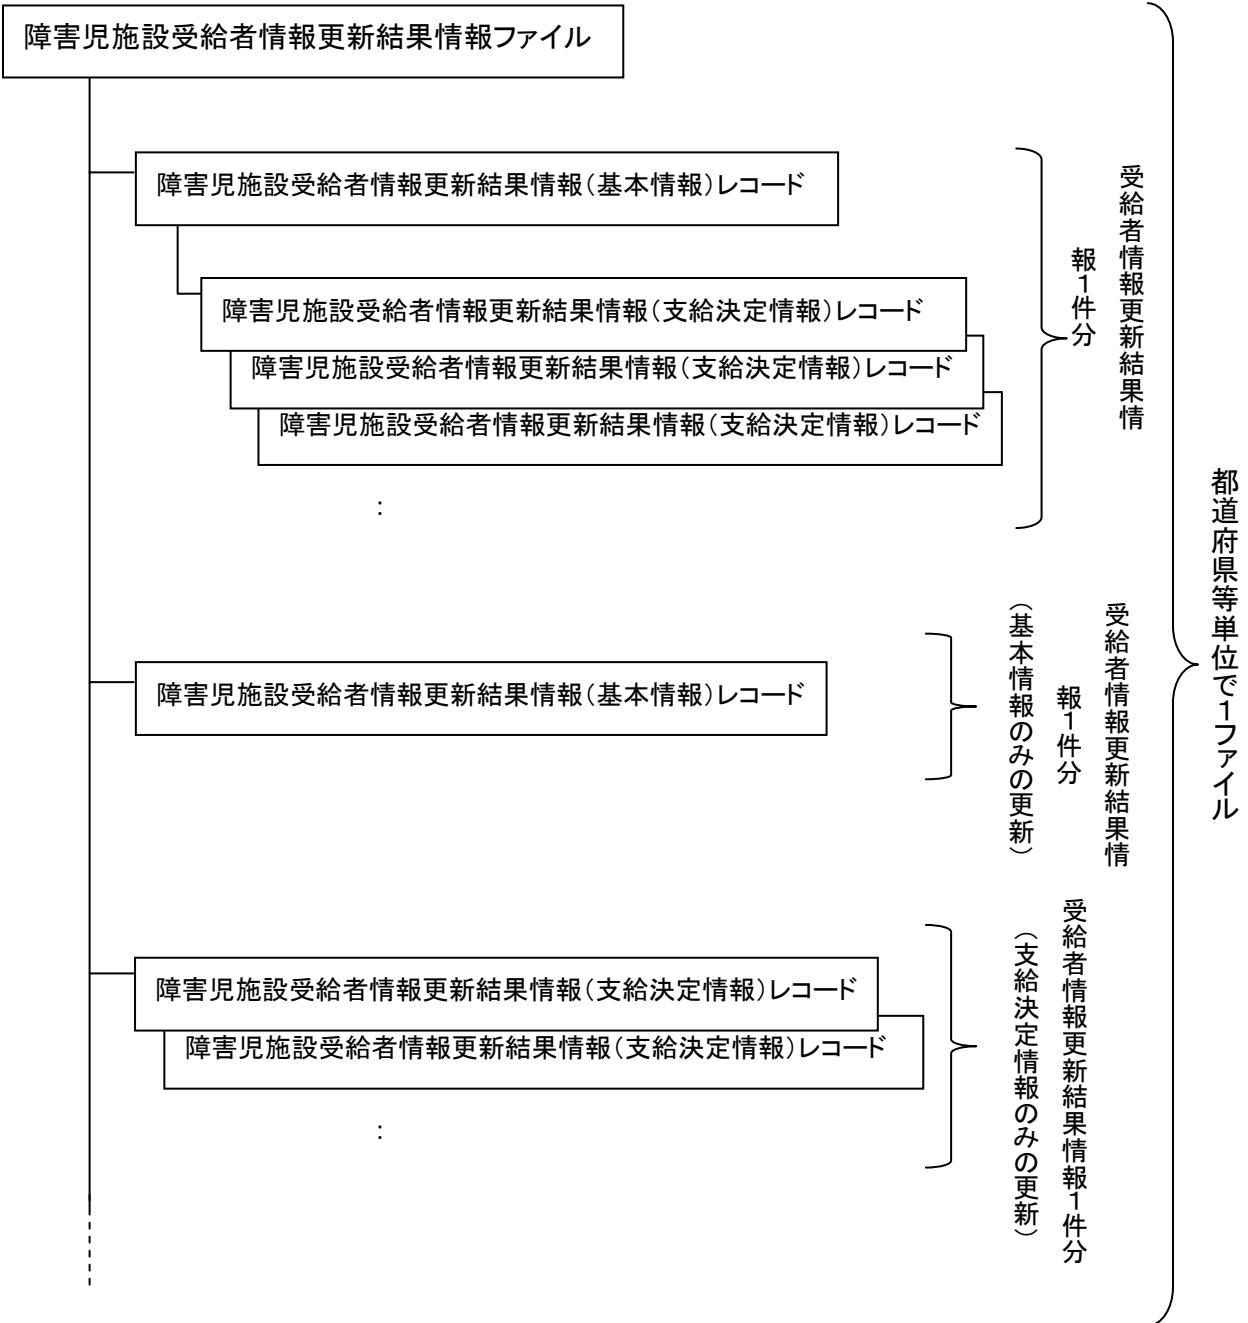 障害児施設受給者情報更新結果情報ファイル
障害児施設受給者情報更新結果情報（基本情報）レコード
障害児施設受給者情報更新結果情報（支給決定情報）レコード
障害児施設受給者情報更新結果情報（支給決定情報）レコード
障害児施設受給者情報更新結果情報（支給決定情報）レコード
：
受給者情報更新結果情
報１件分
障害児施設受給者情報更新結果情報（基本情報）レコード
受給者情報更新結果情
報１件分
（基本情報のみの更新）
障害児施設受給者情報更新結果情報（支給決定情報）レコード
障害児施設受給者情報更新結果情報（支給決定情報）レコード
：
受給者情報更新結果情報１件分
（支給決定情報のみの更新）
都道府県等単位で１ファイル